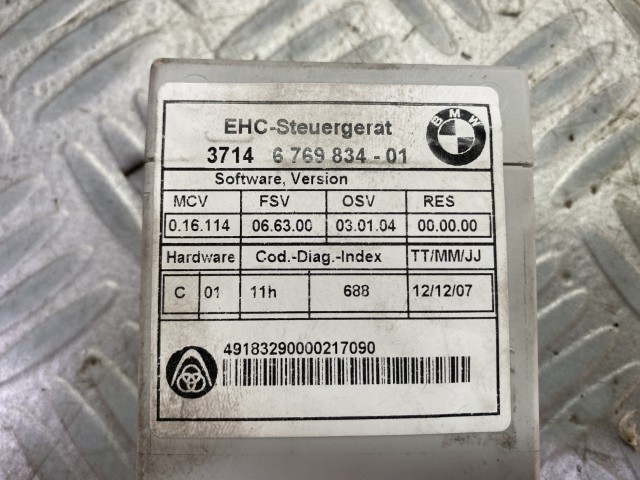 EHC-Steuergerat
BMW
3714 6 769 834 - 01
Software, Version
MCV FSV OSV RES
0.16.114 06.63.00 03.01.04 00.00.00
Hardware Cod.-Diag.-Index TT/MM/JJ
C 01 11h 688 12/12/07
49183290000217090